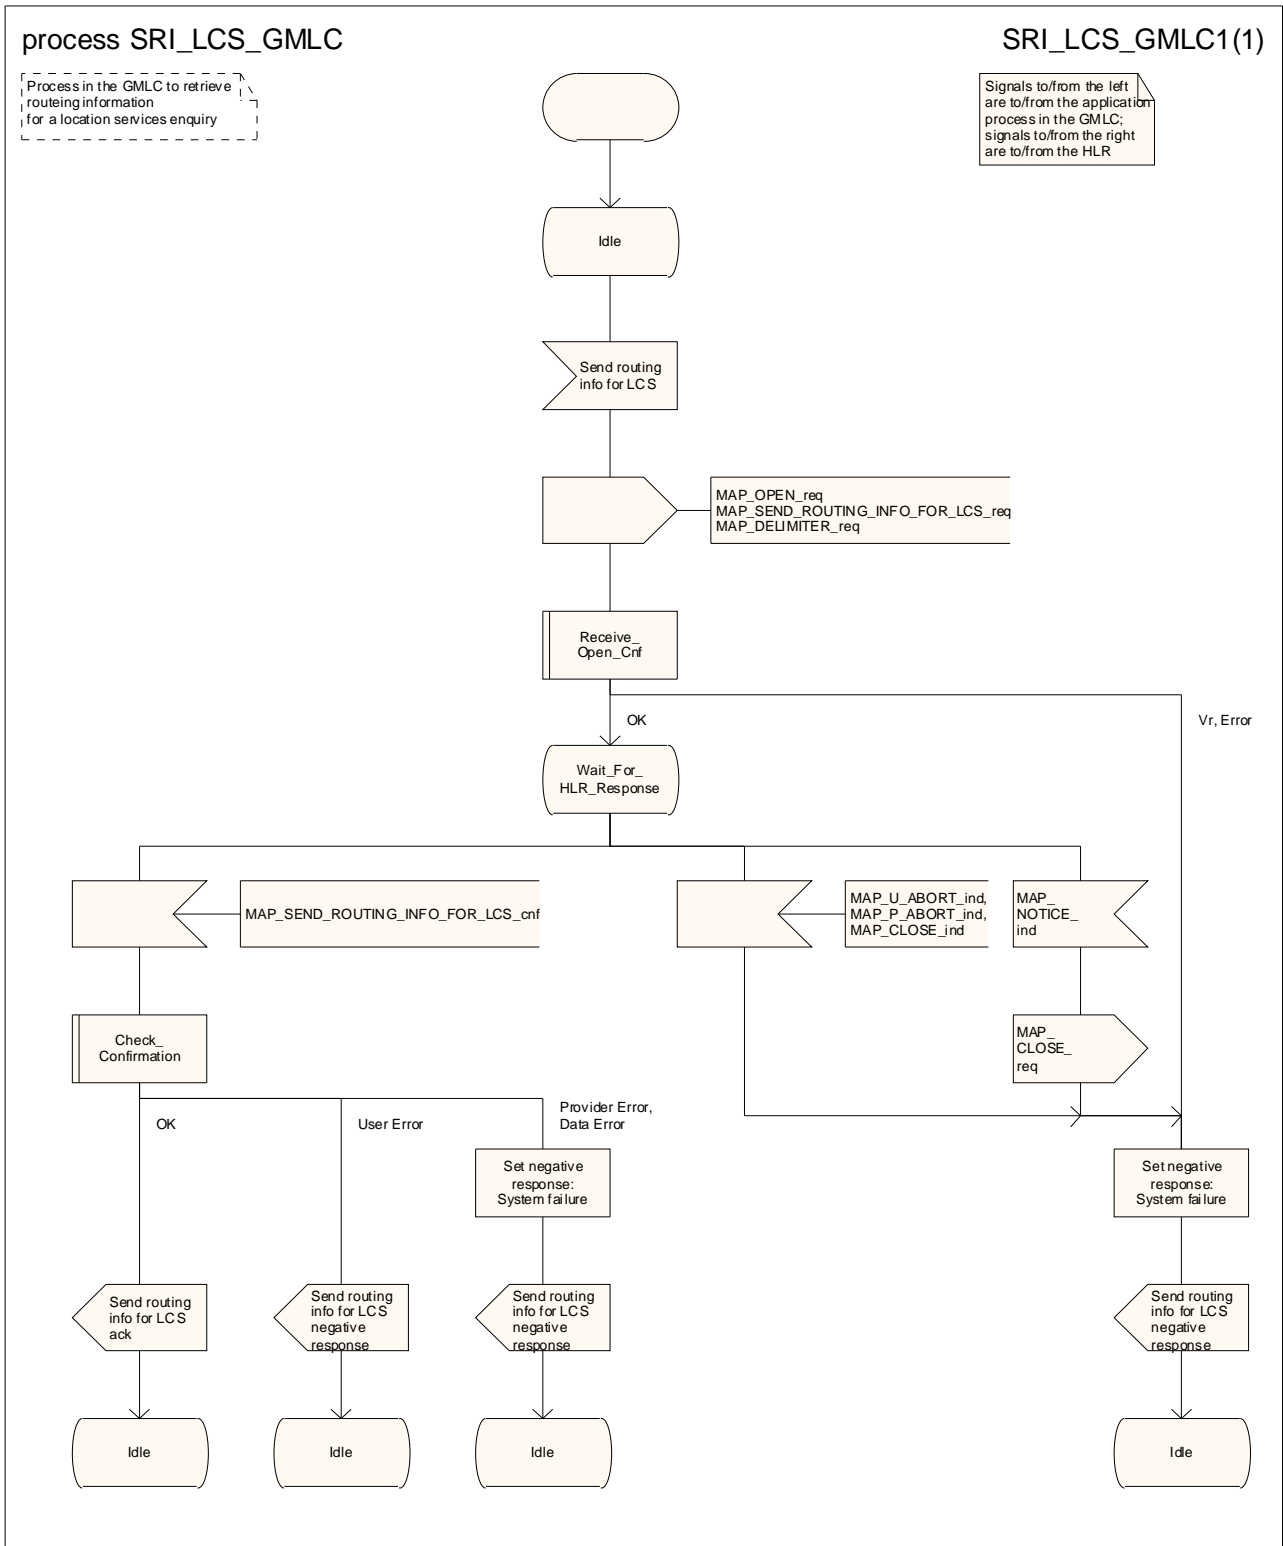 process SRI_LCS_GMLC
SRI_LCS_GMLC1(1)
Process in the GMLC to retrieve
routeing information
for a location services enquiry
Signals to/from the left
are to/from the application
process in the GMLC;
signals to/from the right
are to/from the HLR
Idle
Send routing
info for LCS
MAP_OPEN_req
MAP_SEND_ROUTING_INFO_FOR_LCS_req
MAP_DELIMITER_req
Receive_
Open_Cnf
OK
Vr, Error
Wait_For_
HLR_Response
MAP_SEND_ROUTING_INFO_FOR_LCS_cnf
MAP_U_ABORT_ind,
MAP_P_ABORT_ind,
MAP_CLOSE_ind
MAP_
NOTICE_
ind
Check_
Confirmation
MAP_
CLOSE_
req
OK
User Error
Provider Error,
Data Error
Set negative
response:
System failure
Set negative
response:
System failure
Send routing
info for LCS
ack
Send routing
info for LCS
negative
response
Send routing
info for LCS
negative
response
Send routing
info for LCS
negative
response
Idle
Idle
Idle
Idle